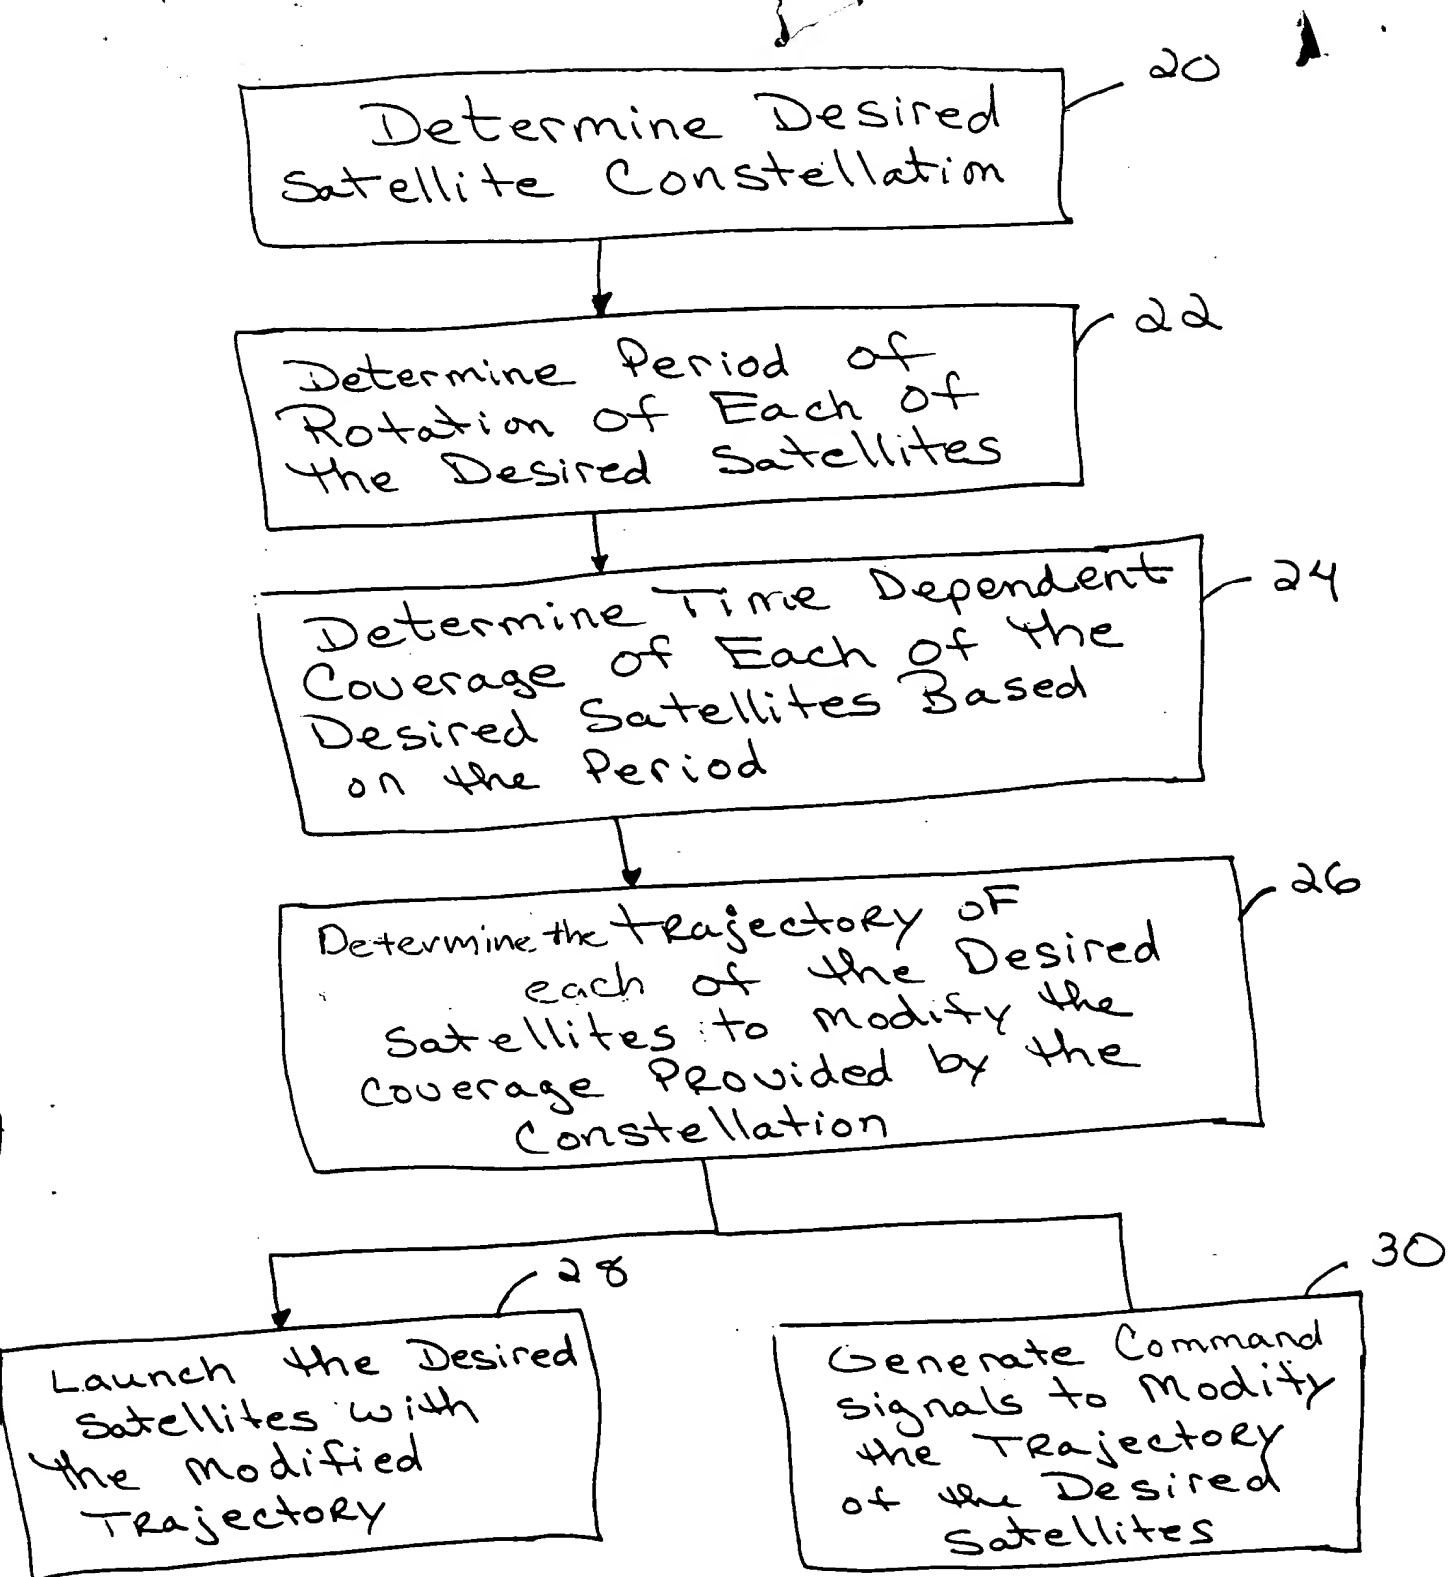 20
Determine Desired
Satellite Constellation
22
Determine Period of
Rotation of Each of
the Desired Satellites
24
Determine Time Dependent
Coverage of Each of the
Desired Satellites Based
on the Period
26
Determine the trajectory of
each of the Desired
Satellites to modify the
coverage Provided by the
Constellation
28
Launch the Desired
Satellites with
the modified
Trajectory
30
Generate Command
signals to Modify
the Trajectory
of the Desired
Satellites